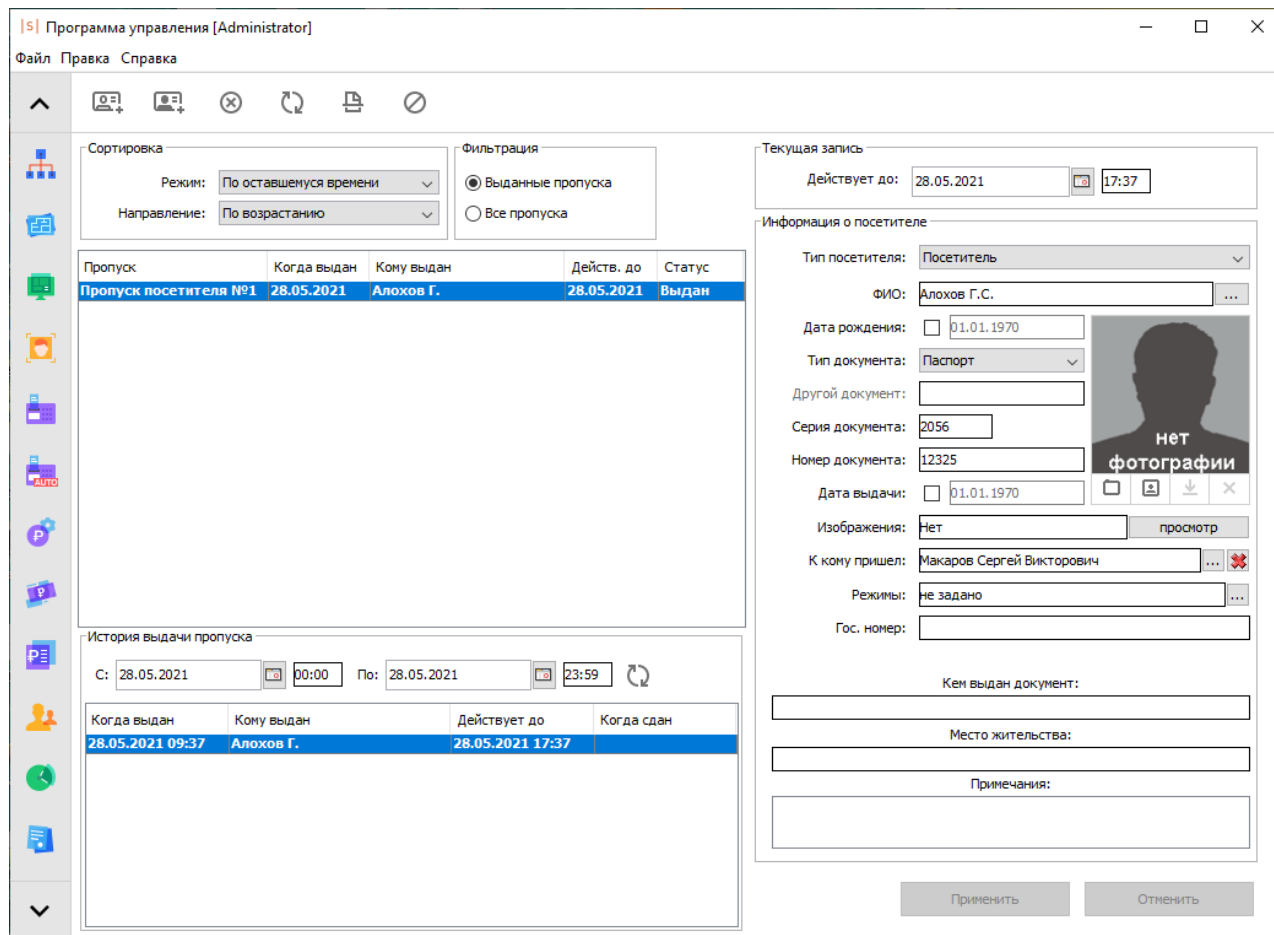 |S| Программа управления [Administrator]
Файл Правка Справка
Сортировка
Режим: По оставшемуся времени
Направление: По возрастанию
Фильтрация
Выданные пропуска
Все пропуска
Пропуск Когда выдан Кому выдан Действ. до Статус
Пропуск посетителя №1 28.05.2021 Алохов Г. 28.05.2021 Выдан
История выдачи пропуска
С: 28.05.2021 00:00 По: 28.05.2021 23:59
Когда выдан Кому выдан Действует до Когда сдан
28.05.2021 09:37 Алохов Г. 28.05.2021 17:37
AUTO
Текущая запись
Действует до: 28.05.2021 17:37
Информация о посетителе
Тип посетителя: Посетитель
ФИО: Алохов Г.С. ...
Дата рождения: 01.01.1970
Тип документа: Паспорт
Другой документ:
Серия документа: 2056
Номер документа: 12325
Дата выдачи: 01.01.1970
нет
фотографии
Изображения: Нет просмотр
К кому пришел: Макаров Сергей Викторович ...
Режимы: не задано ...
Гос. номер:
Кем выдан документ:
Место жительства:
Примечания:
Применить Отменить